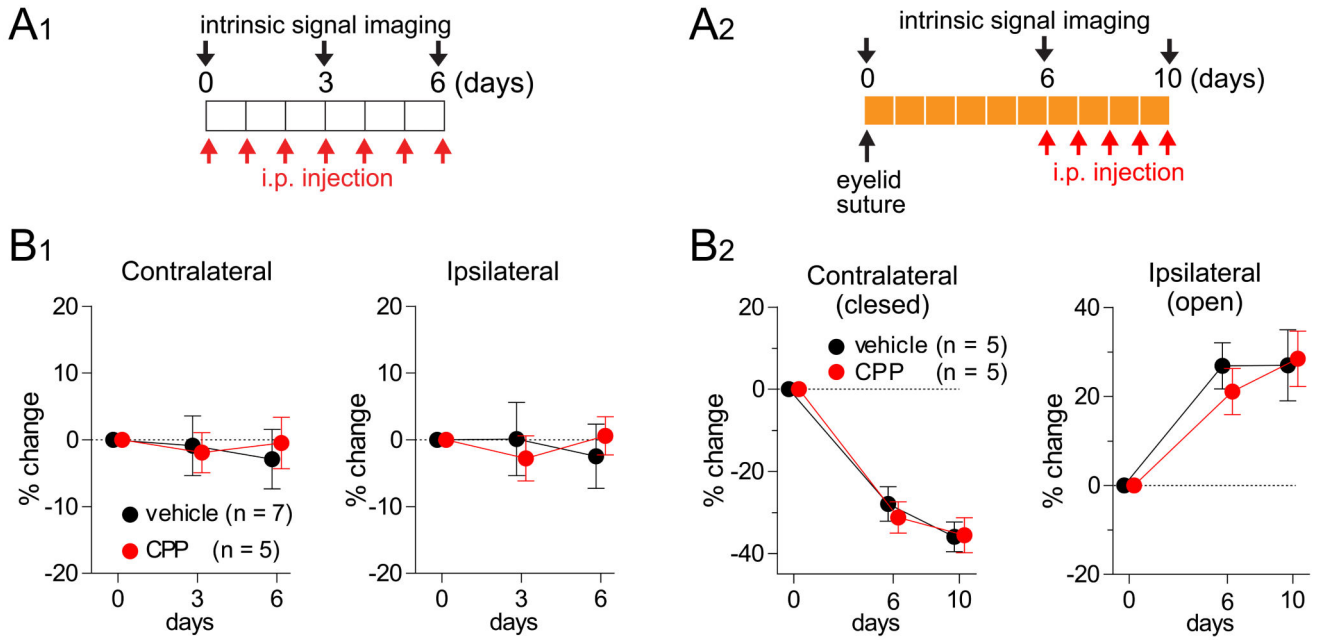 A1
intrinsic signal imaging
0 3 6 (days)
i.p. injection
A2
intrinsic signal imaging
0 6 10 (days)
i.p. injection
eyelid
suture
B1
Contralateral
% change
20
10
0
-10
-20
vehicle (n = 7)
CPP (n = 5)
0 3 6
days
Ipsilateral
% change
20
10
0
-10
-20
0 3 6
days
B2
Contralateral
(clesed)
% change
20
0
-20
-40
vehicle (n = 5)
CPP (n = 5)
0 6 10
days
Ipsilateral
(open)
% change
40
20
0
-20
0 6 10
days